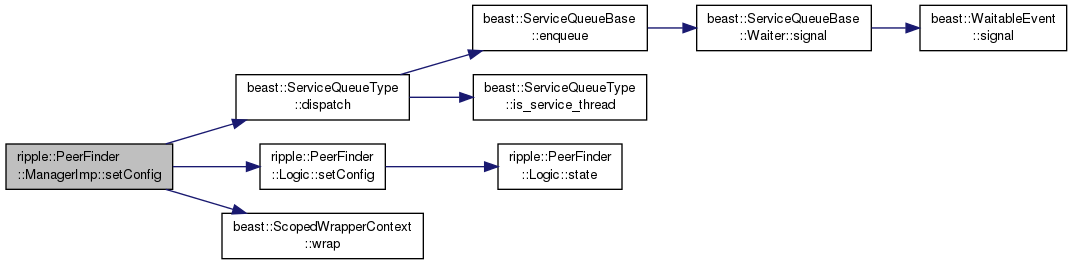 beast::ServiceQueueBase
::enqueue
beast::ServiceQueueBase
::Waiter::signal
beast::WaitableEvent
::signal
beast::ServiceQueueType
::dispatch
beast::ServiceQueueType
::is_service_thread
ripple::PeerFinder
::ManagerImp::setConfig
ripple::PeerFinder
::Logic::setConfig
ripple::PeerFinder
::Logic::state
beast::ScopedWrapperContext
::wrap